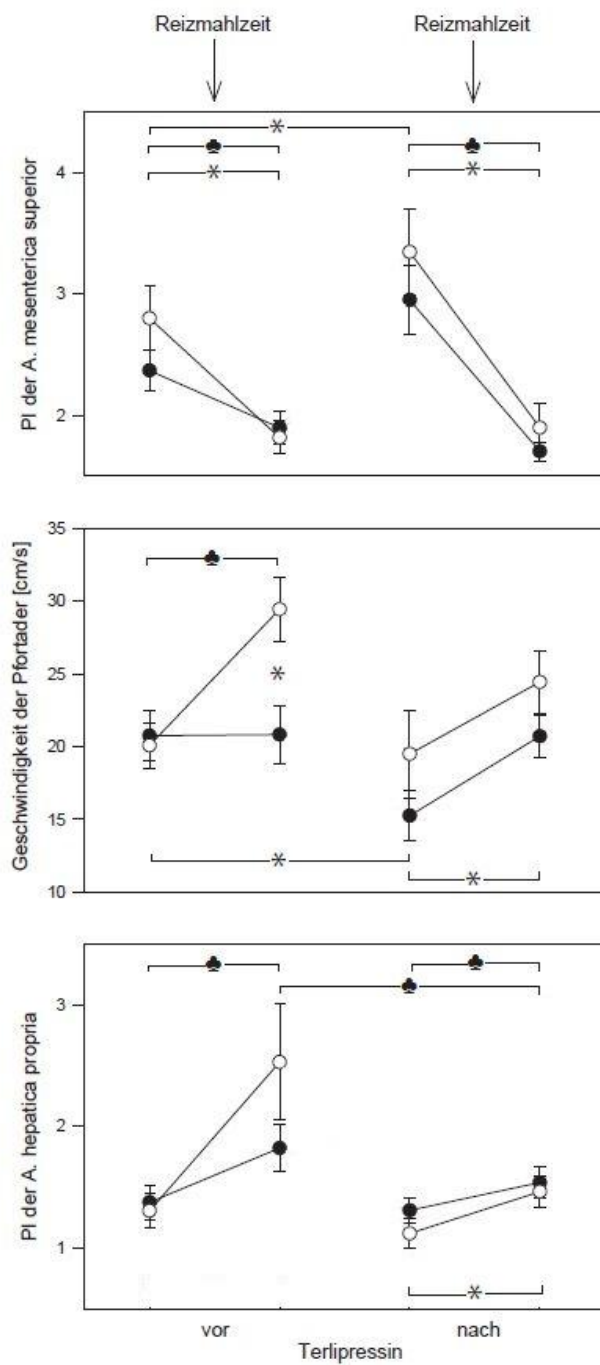 Reizmahlzeit Reizmahlzeit
PI der A. mesenterica superior
4
3
2
Geschwindigkeit der Pfortader [cm/s]
35
30
25
20
15
10
PI der A. hepatica propria
3
2
1
vor nach
Terlipressin